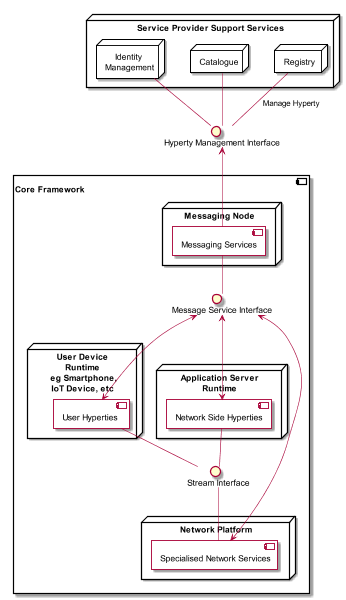 Service Provider Support Services
Identity
Management
Catalogue
Registry
Manage Hyperty
Hyperty Management Interface
Core Framework
Messaging Node
Messaging Services
Message Service Interface
User Device
Runtime
eg Smartphone,
IoT Device, etc
User Hyperties
Application Server
Runtime
Network Side Hyperties
Stream Interface
Network Platform
Specialised Network Services